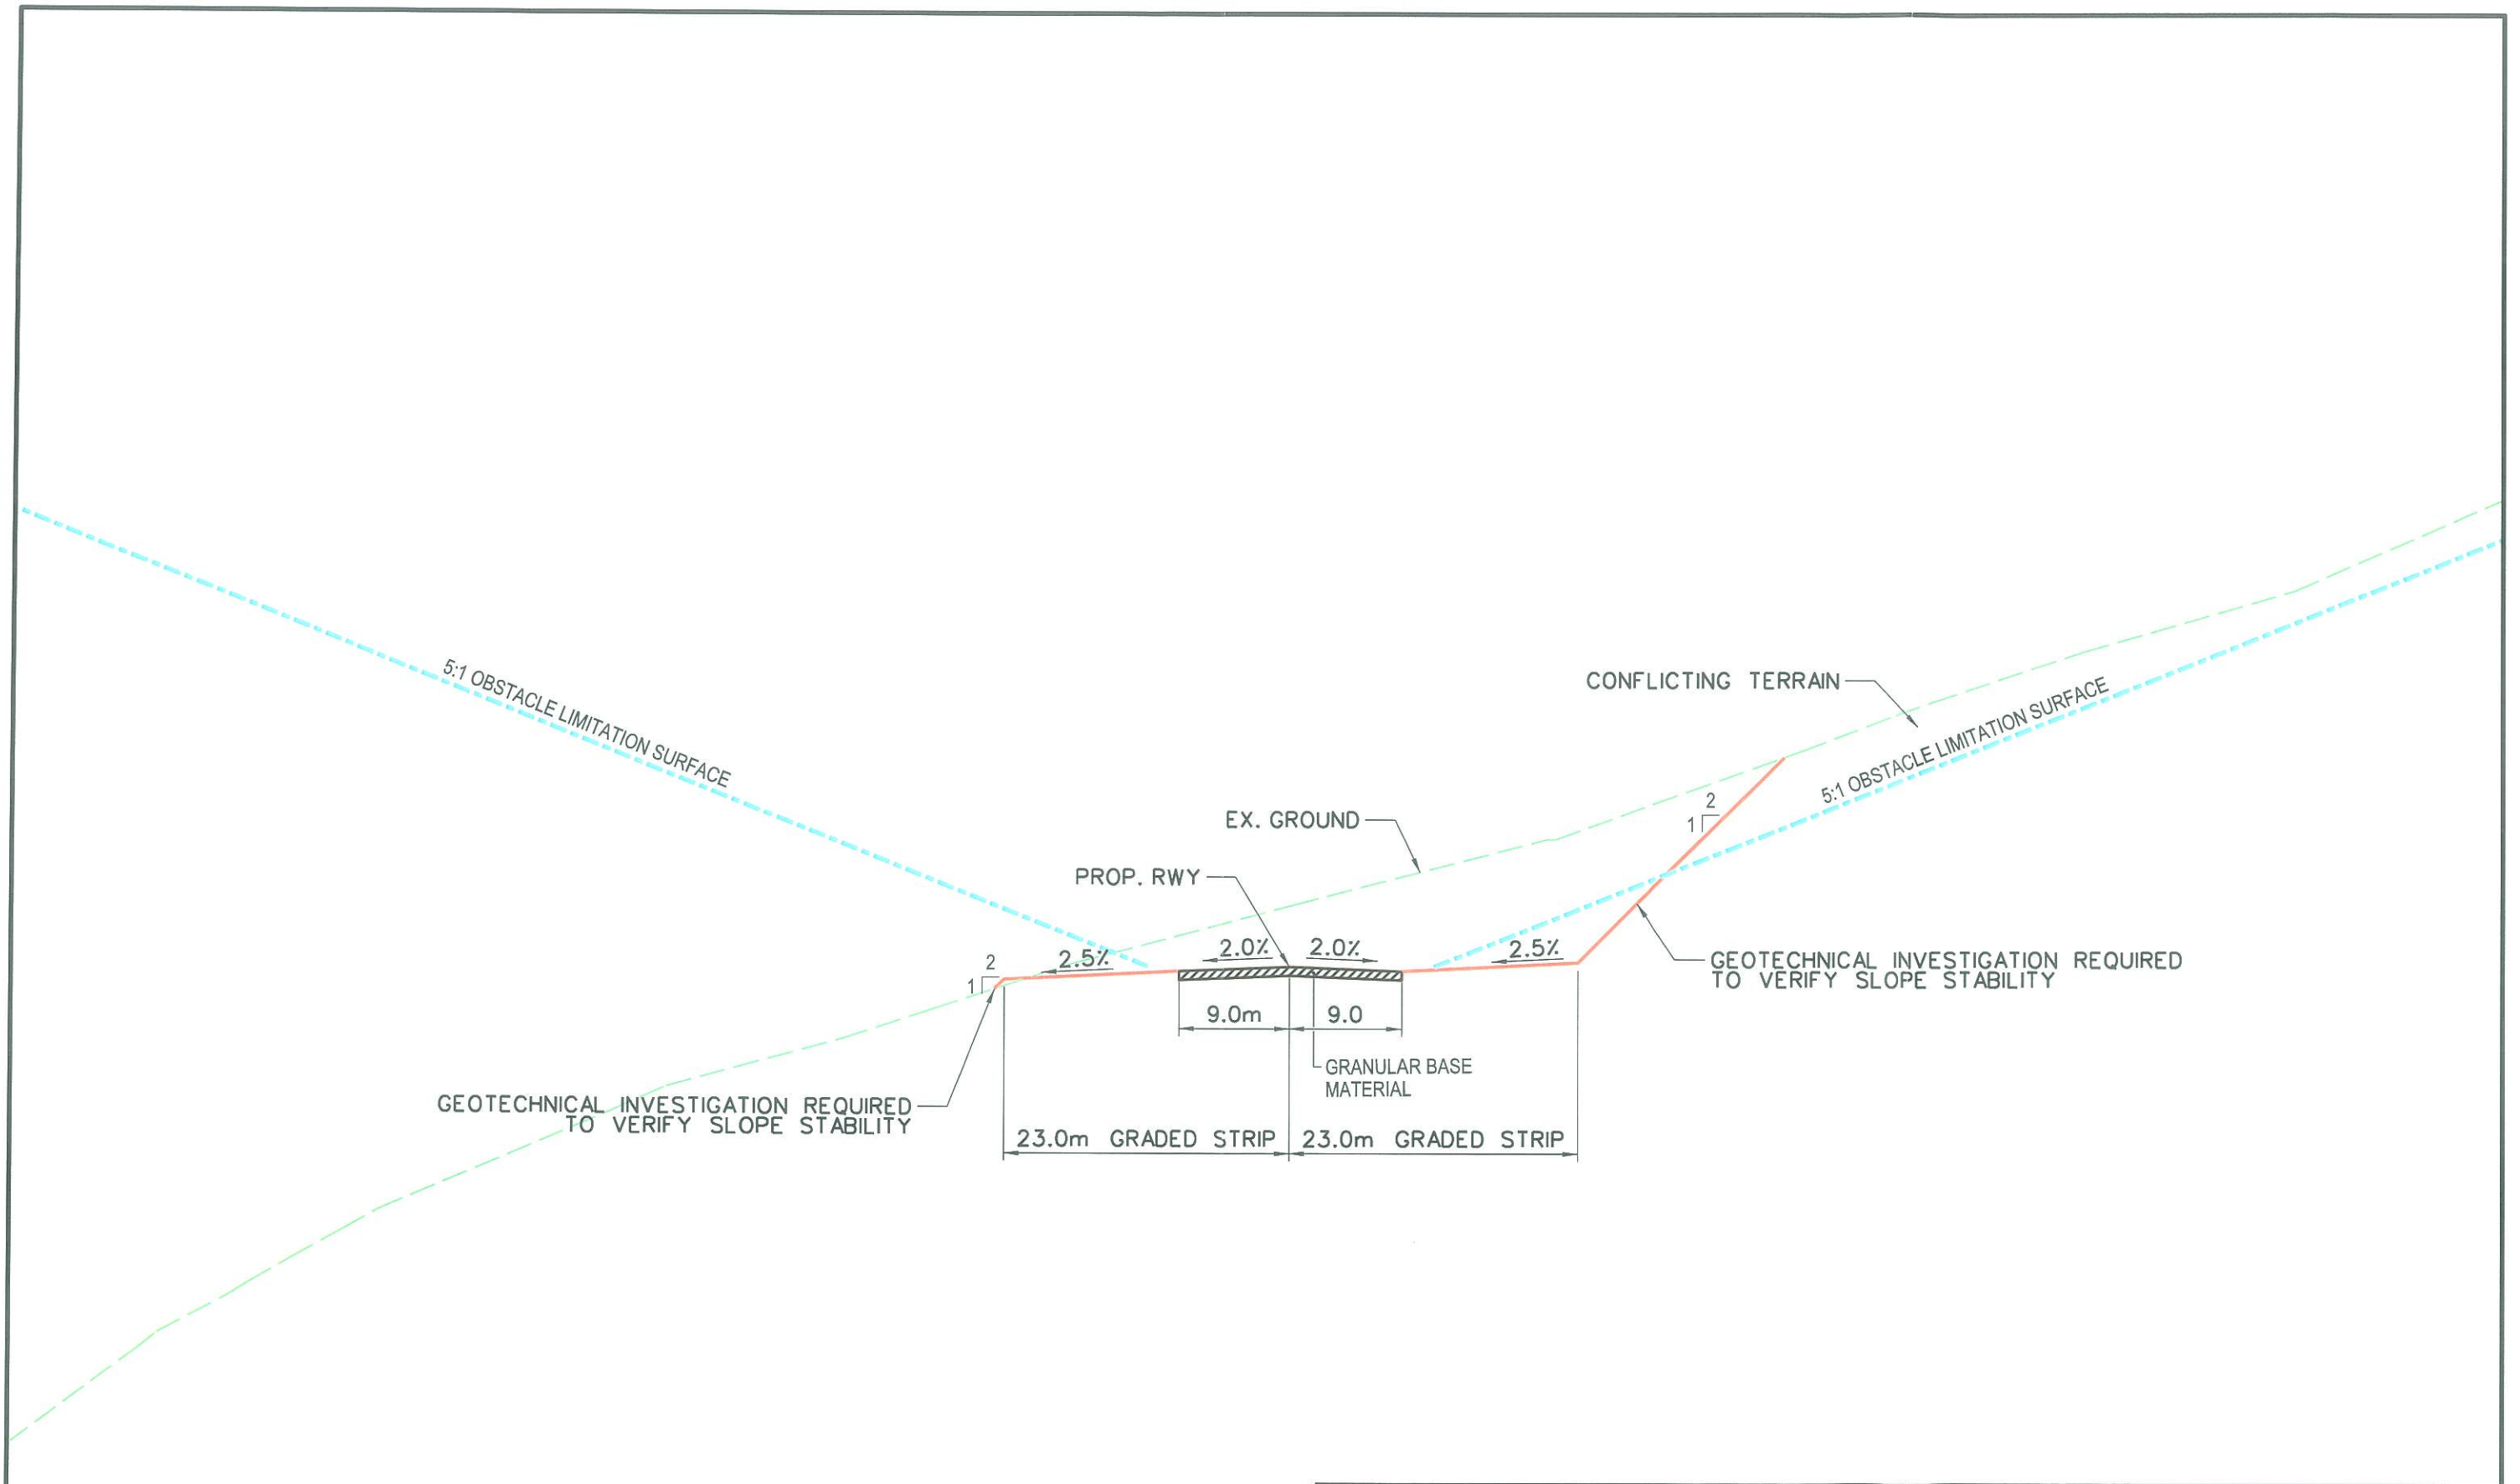 5:1 OBSTACLE LIMITATION SURFACE
CONFLICTING TERRAIN
5:1 OBSTACLE LIMITATION SURFACE
2
1
EX. GROUND
PROP. RWY
2.5%
2.0%
2.0%
2.5%
2
1
GEOTECHNICAL INVESTIGATION REQUIRED
TO VERIFY SLOPE STABILITY
9.0m
9.0
GRANULAR BASE
MATERIAL
GEOTECHNICAL INVESTIGATION REQUIRED
TO VERIFY SLOPE STABILITY
23.0m GRADED STRIP
23.0m GRADED STRIP